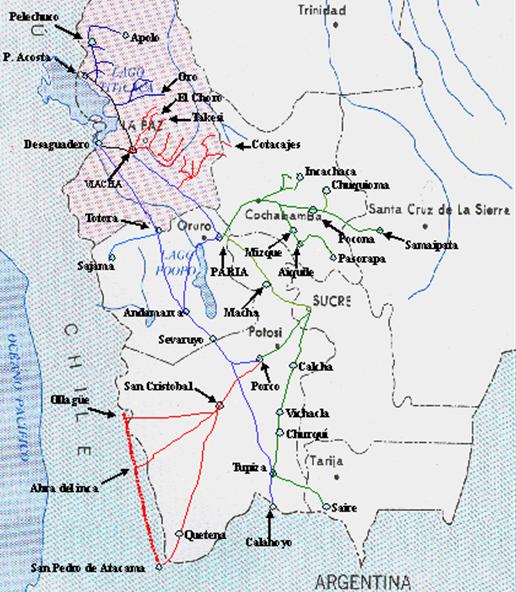 Trinidad
Pelechuco
Apolo
U
P. Acosta
LAGO
TITICACA
Oro
El Choro
LA PAZ
Takesi
Desaguadero
Cotacajes
VIACHA
Incachaca
Chuquioma
Totora
Oruro
Cochabamba
Santa Cruz de La Sierra
Pocona
Samaipata
Mizque
Sajama
LAGO
POOPO
PARIA
Aiquile
Pasorapa
Macha
SUCRE
Andamarca
Potosi
Sevaruyo
OCEANO PACIFICO
CHILE
Calcha
San Cristobal
Porco
Ollague
Vichacla
Churqui
Tarija
Abra del inca
Tupiza
Saire
Quetena
Calahoyo
San Pedro de Atacama
ARGENTINA